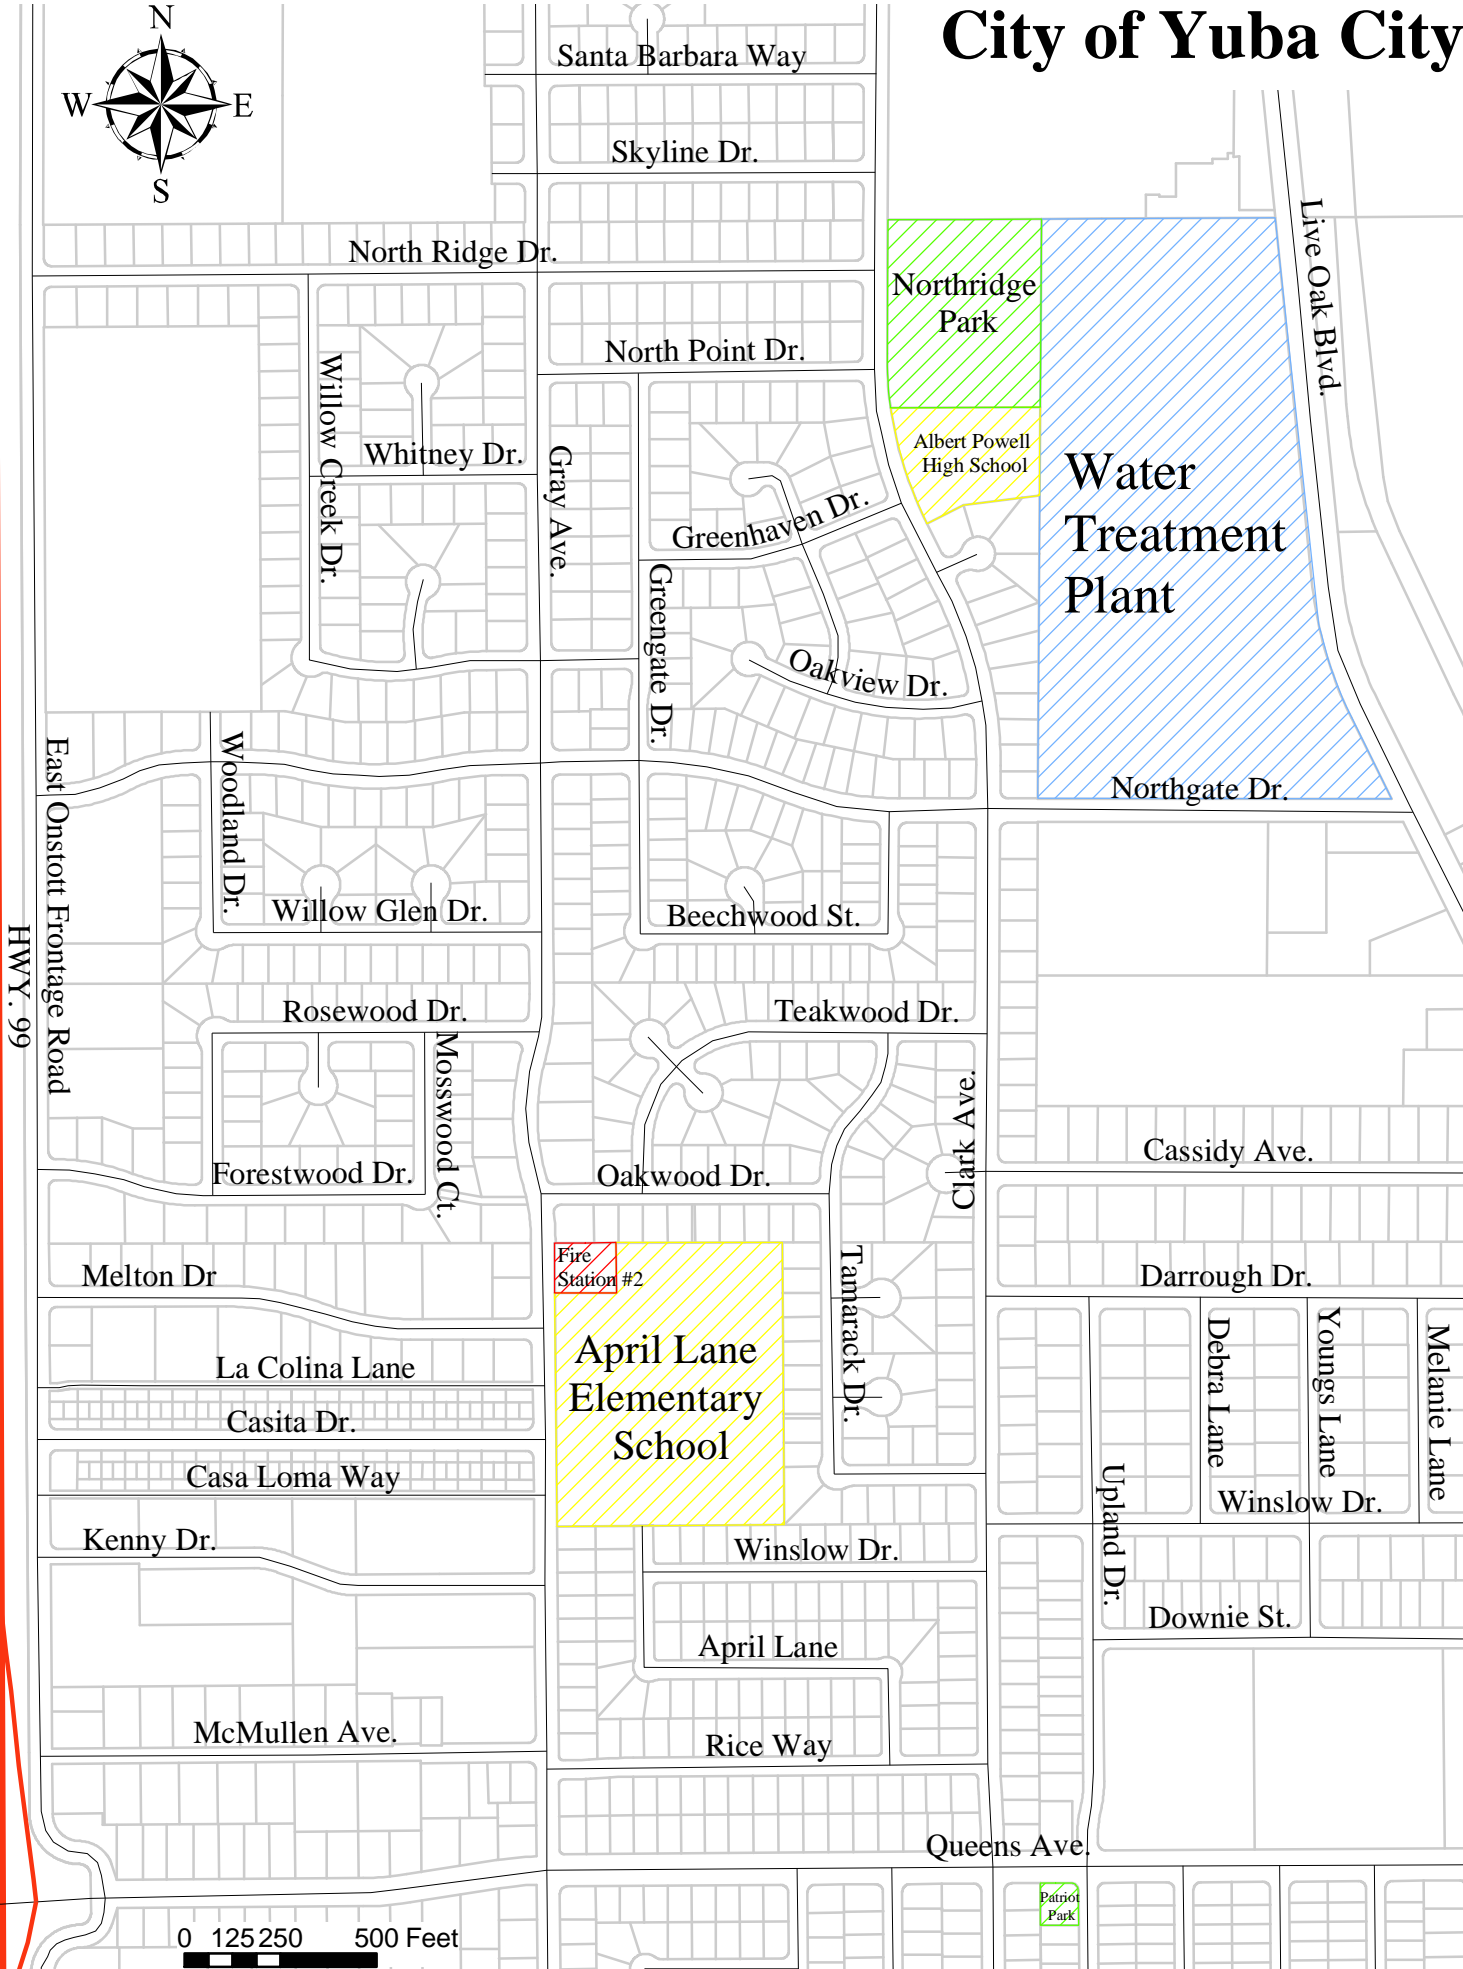 City of Yuba City
N
W
E
S
Santa Barbara Way
Skyline Dr.
North Ridge Dr.
Northridge
Park
Live Oak Blvd.
North Point Dr.
Willow Creek Dr.
Whitney Dr.
Gray Ave.
Albert Powell
High School
Water
Treatment
Plant
Greenhaven Dr.
Greengate Dr.
Oakview Dr.
Woodland Dr.
East Onstott Frontage Road
Northgate Dr.
Willow Glen Dr.
Beechwood St.
HWY. 99
Rosewood Dr.
Teakwood Dr.
Mosswood Ct.
Clark Ave.
Cassidy Ave.
Forestwood Dr.
Oakwood Dr.
Melton Dr
Fire
Station #2
Tamarack Dr.
Darrough Dr.
April Lane
Elementary
School
Debra Lane
Youngs Lane
Melanie Lane
La Colina Lane
Casita Dr.
Casa Loma Way
Upland Dr.
Winslow Dr.
Kenny Dr.
Winslow Dr.
Downie St.
April Lane
McMullen Ave.
Rice Way
Queens Ave.
Patriot
Park
0 125 250 500 Feet